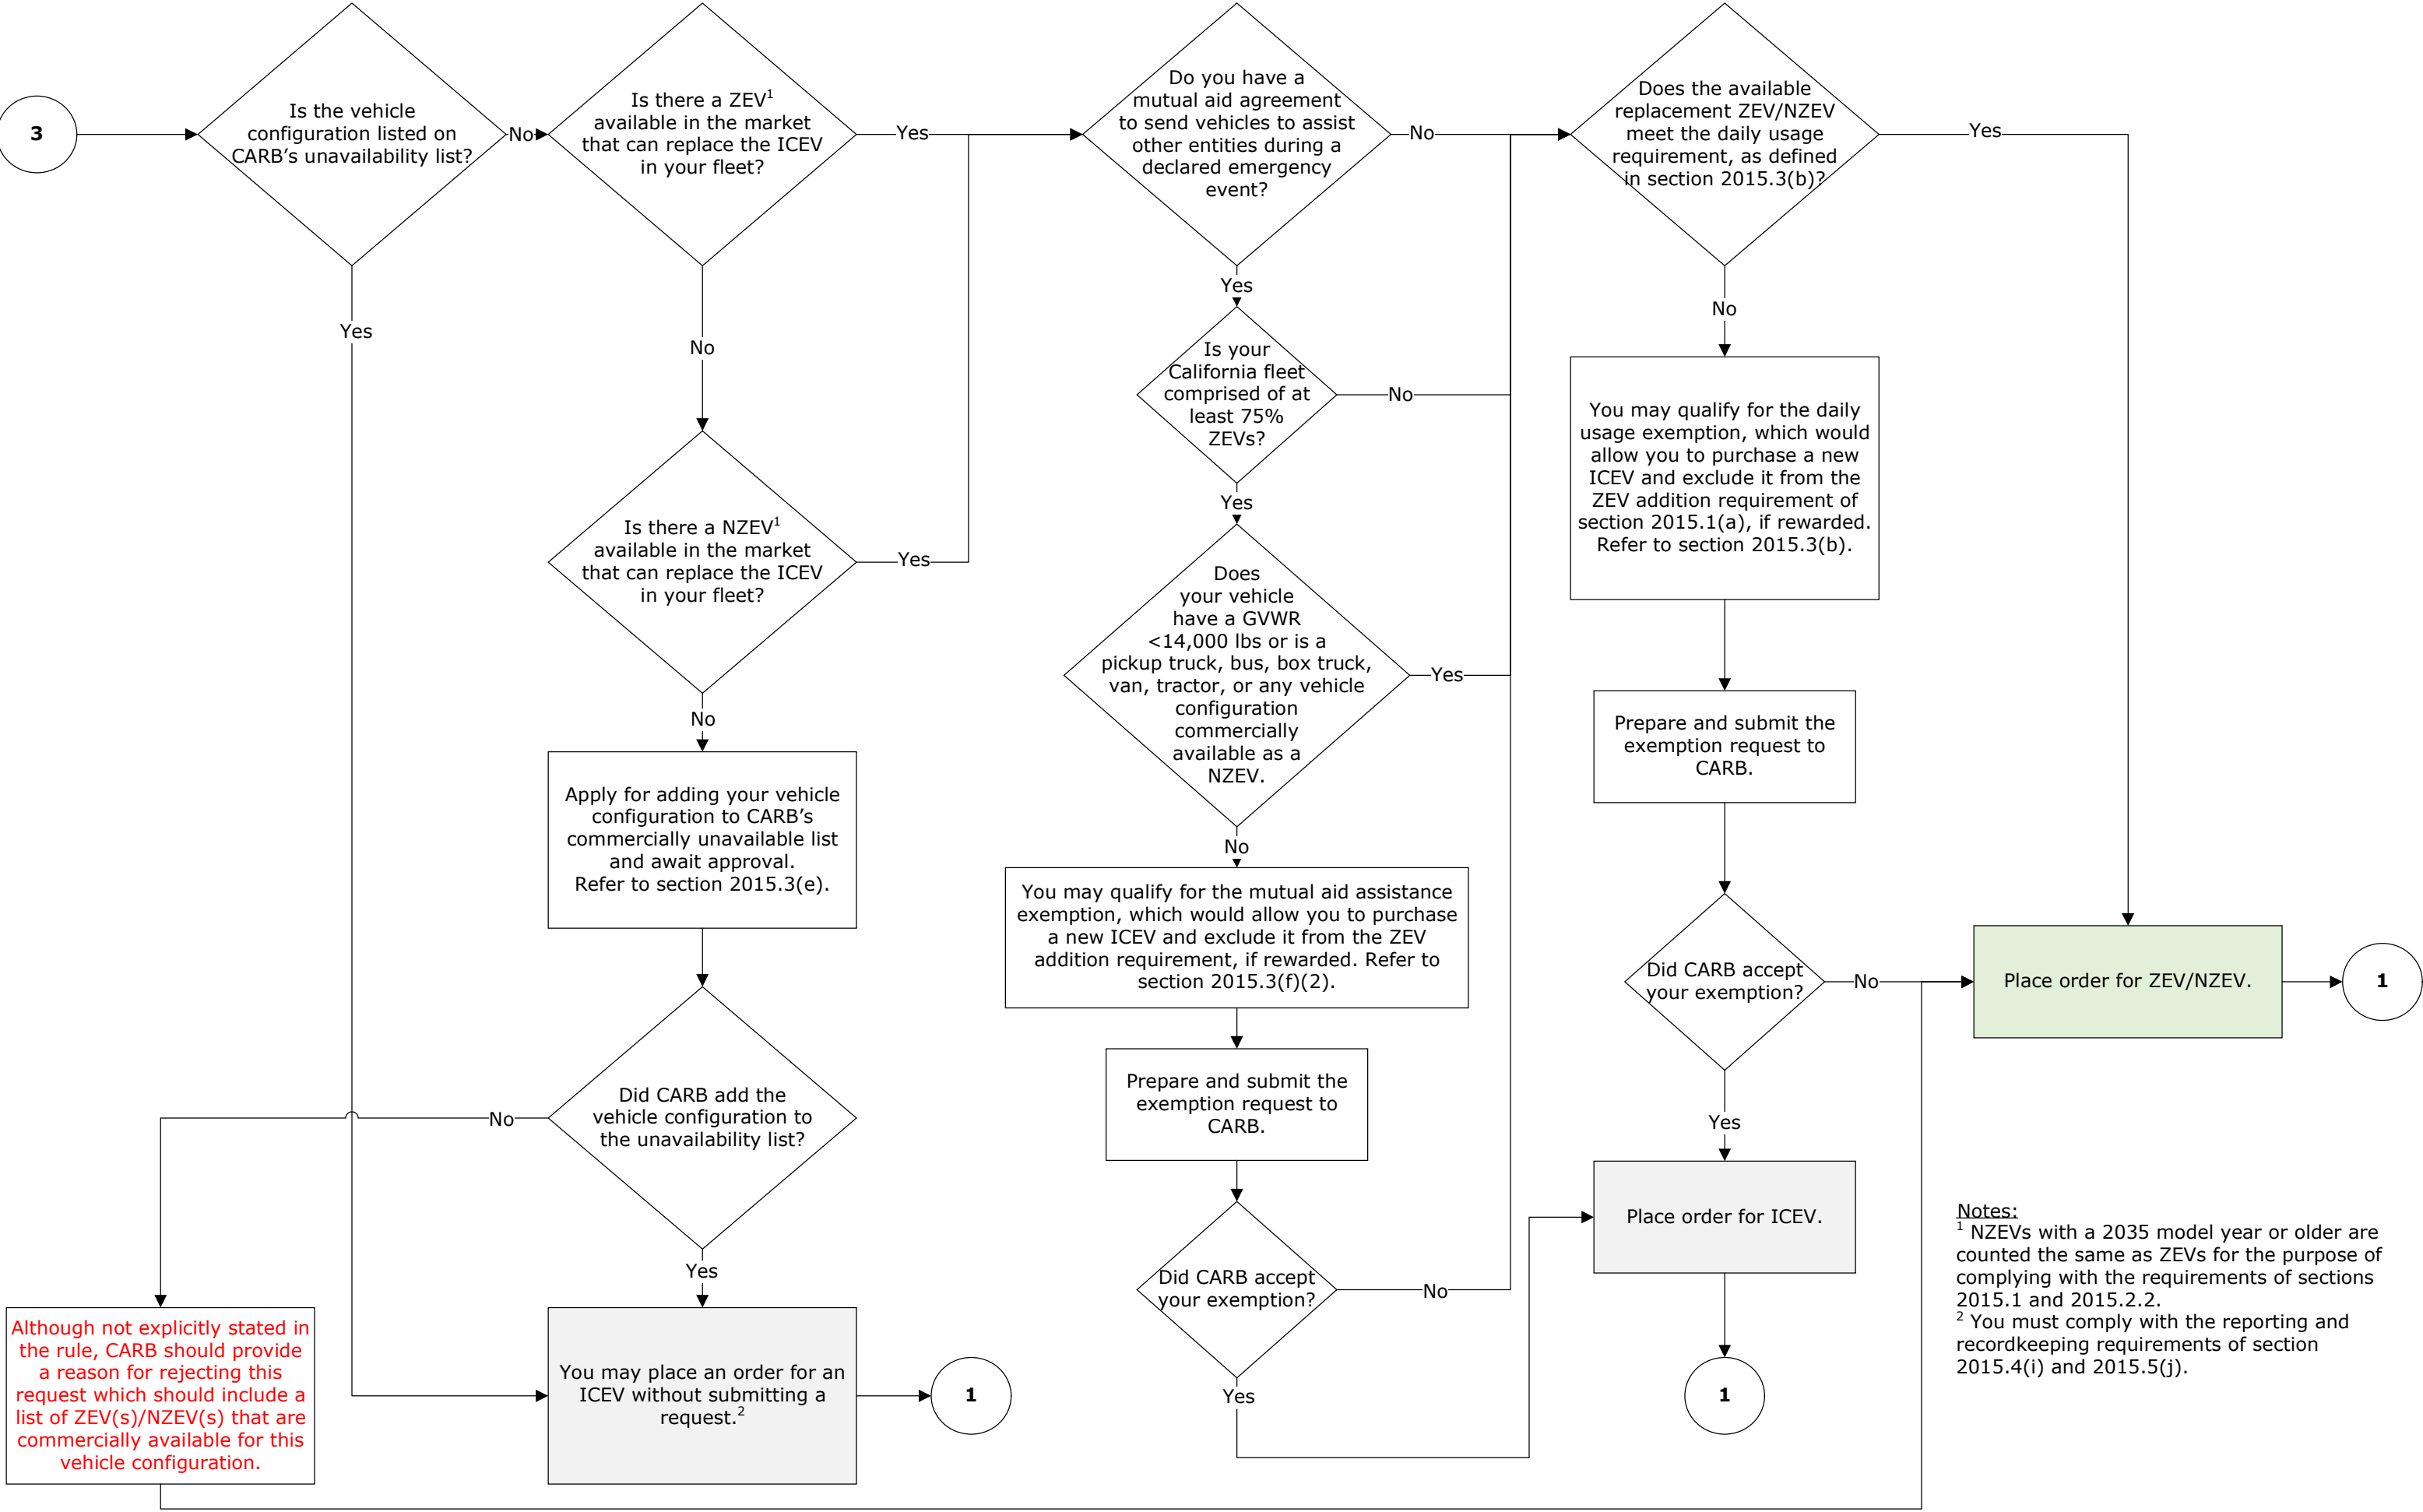 3
Is the vehicle
configuration listed on
CARB's unavailability list?
No
Yes
Is there a ZEV1
available in the market
that can replace the ICEV
in your fleet?
Yes
No
Is there a NZEV1
available in the market
that can replace the ICEV
in your fleet?
Yes
No
Apply for adding your vehicle
configuration to CARB's
commercially unavailable list
and await approval.
Refer to section 2015.3(e).
Did CARB add the
vehicle configuration to
the unavailability list?
No
Yes
Although not explicitly stated in
the rule, CARB should provide
a reason for rejecting this
request which should include a
list of ZEV(s)/NZEV(s) that are
commercially available for this
vehicle configuration.
You may place an order for an
ICEV without submitting a
request.2
1
Do you have a
mutual aid agreement
to send vehicles to assist
other entities during a
declared emergency
event?
No
Yes
Is your
California fleet
comprised of at
least 75%
ZEVs?
No
Yes
Does
your vehicle
have a GVWR
<14,000 lbs or is a
pickup truck, bus, box truck,
van, tractor, or any vehicle
configuration
commercially
available as a
NZEV.
Yes
No
You may qualify for the mutual aid assistance
exemption, which would allow you to purchase
a new ICEV and exclude it from the ZEV
addition requirement, if rewarded. Refer to
section 2015.3(f)(2).
Prepare and submit the
exemption request to
CARB.
Did CARB accept
your exemption?
No
Yes
Does the available
replacement ZEV/NZEV
meet the daily usage
requirement, as defined
in section 2015.3(b)?
Yes
No
You may qualify for the daily
usage exemption, which would
allow you to purchase a new
ICEV and exclude it from the
ZEV addition requirement of
section 2015.1(a), if rewarded.
Refer to section 2015.3(b).
Prepare and submit the
exemption request to
CARB.
Did CARB accept
your exemption?
No
Yes
Place order for ICEV.
1
Place order for ZEV/NZEV.
1
Notes:
1 NZEVs with a 2035 model year or older are
counted the same as ZEVs for the purpose of
complying with the requirements of sections
2015.1 and 2015.2.2.
2 You must comply with the reporting and
recordkeeping requirements of section
2015.4(i) and 2015.5(j).